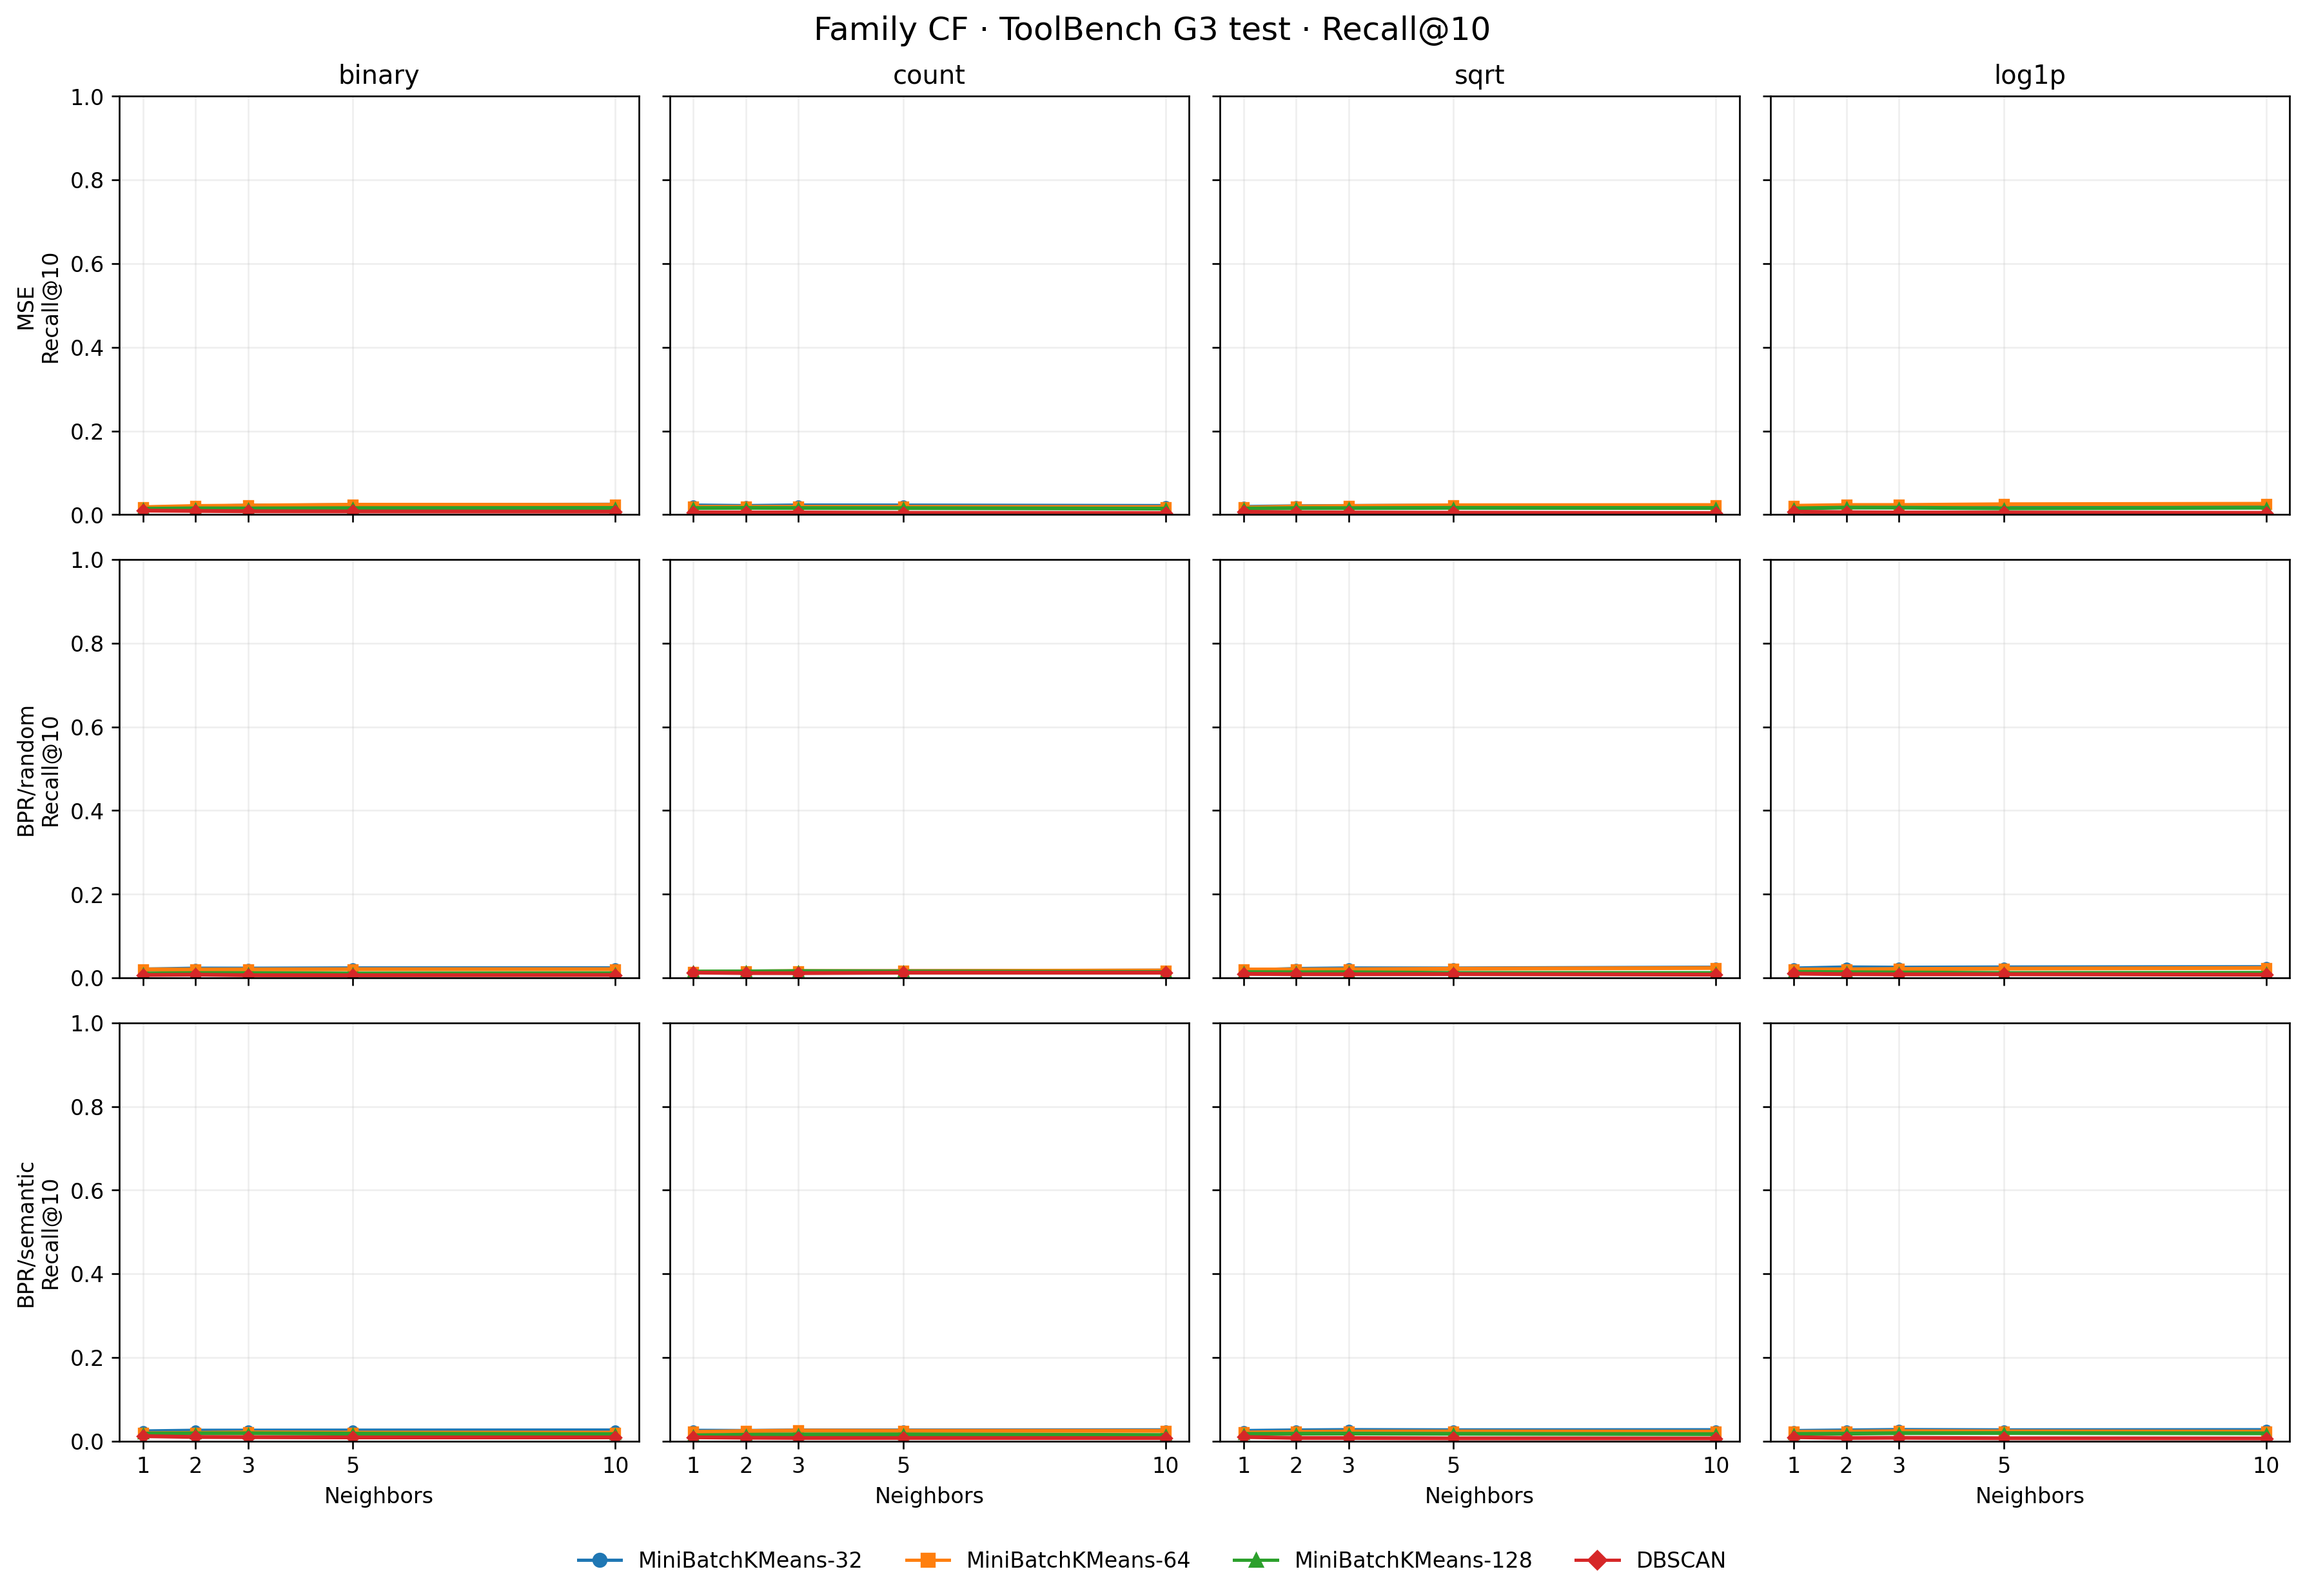 Family CF · ToolBench G3 test · Recall@10
binary
count
sqrt
log1p
MSE
Recall@10
1.0
0.8
0.6
0.4
0.2
0.0
BPR/random
Recall@10
1.0
0.8
0.6
0.4
0.2
0.0
BPR/semantic
Recall@10
1.0
0.8
0.6
0.4
0.2
0.0
1 2 3 5 10
Neighbors
1 2 3 5 10
Neighbors
1 2 3 5 10
Neighbors
1 2 3 5 10
Neighbors
MiniBatchKMeans-32
MiniBatchKMeans-64
MiniBatchKMeans-128
DBSCAN